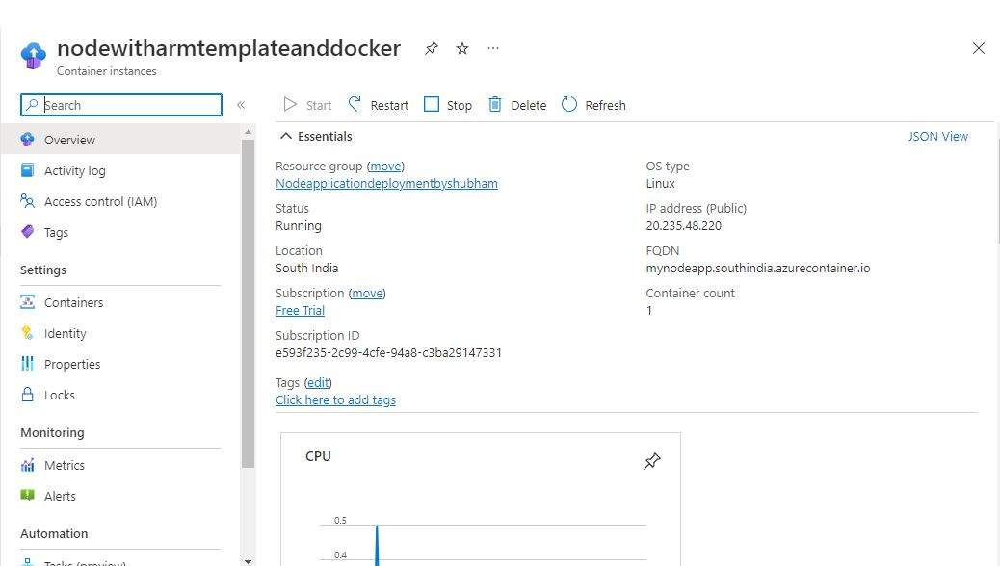 nodewitharmtemplateanddocker
Container instances
Search
Start Restart Stop Delete Refresh
Overview
Activity log
Access control (IAM)
Tags
Settings
Containers
Identity
Properties
Locks
Monitoring
Metrics
Alerts
Automation
Tasks (preview)
Essentials
JSON View
Resource group (move)
Nodeapplicationdeploymentbyshubham
Status
Running
Location
South India
Subscription (move)
Free Trial
Subscription ID
e593f235-2c99-4cfe-94a8-c3ba29147331
Tags (edit)
Click here to add tags
OS type
Linux
IP address (Public)
20.235.48.220
FQDN
mynodeapp.southindia.azurecontainer.io
Container count
1
CPU
0.5
0.4